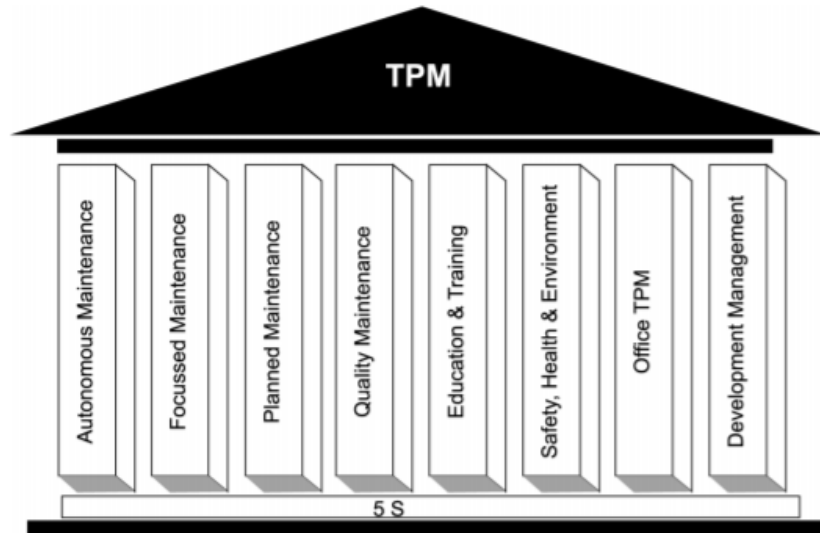 TPM
Autonomous Maintenance
Focussed Maintenance
Planned Maintenance
Quality Maintenance
Education & Training
Safety, Health & Environment
Office TPM
Development Management
5 S